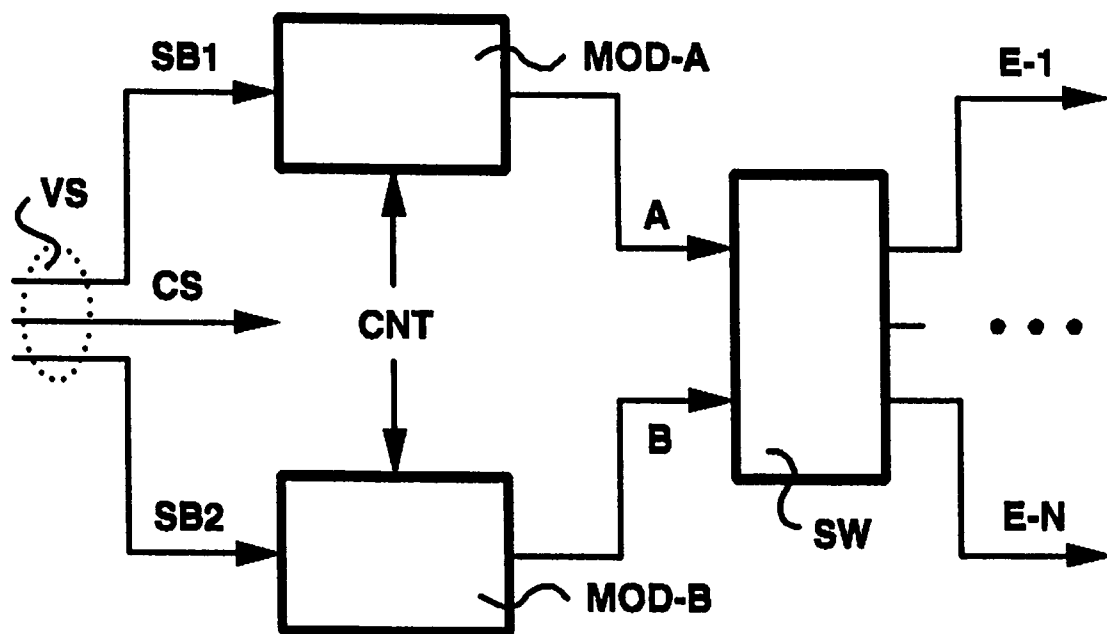 SB1
MOD-A
E-1
VS
A
CS
CNT
B
SB2
SW
E-N
MOD-B